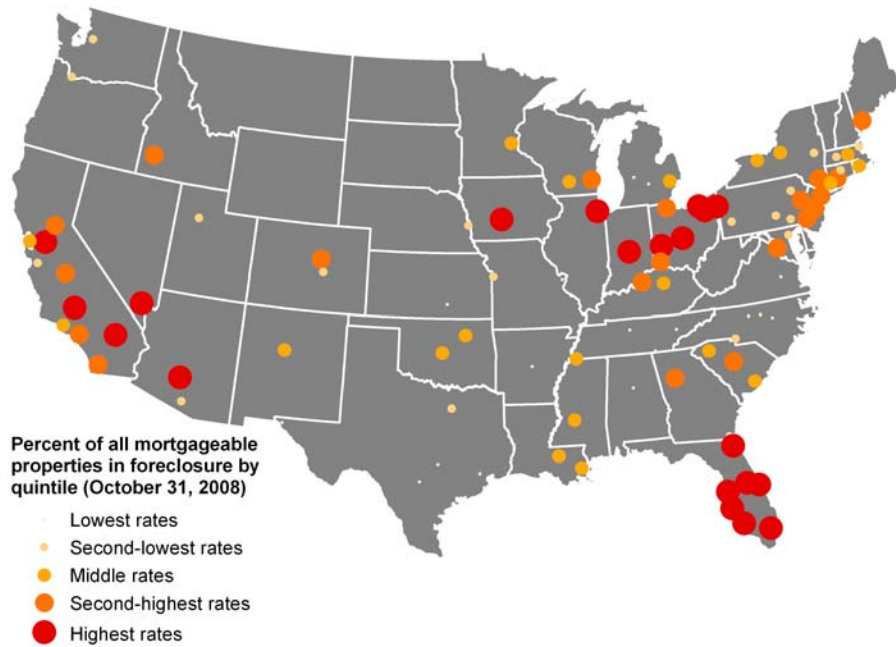 Percent of all mortgageable
properties in foreclosure by
quintile (October 31, 2008)
Lowest rates
Second-lowest rates
Middle rates
Second-highest rates
Highest rates